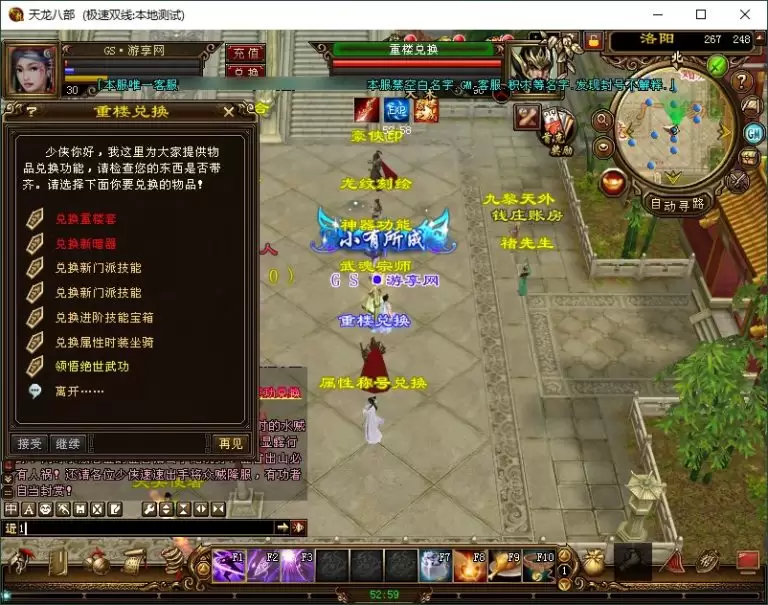 天龙八部 (极速双线:本地测试)
GS·游享网
充值
兑换
30
重楼兑换
洛阳
267 248
北
「本服唯一客服
本服禁空白名字.GM.客服.积木等名字.发现封号不解释.」
GM
自动寻路
? 重楼兑换
少侠你好，我这里为大家提供物
品兑换功能，请检查您的东西是否带
齐。请选择下面你要兑换的物品！
兑换重楼套
兑换新暗器
兑换新门派技能
兑换新门派技能
兑换进阶技能宝箱
兑换属性时装坐骑
领悟绝世武功
离开……
接受
继续
再见
EXP
豪侠印
龙纹刻绘
神器功能
小有所成
武魂宗师
GS●游享网
重楼兑换
属性称号兑换
九黎天外
钱庄账房
褚先生
人祸！还请各位少侠速速出手将众贼降服，有功者
自当封赏！
近 1
F1
F2
F3
F7
F8
F9
F10
1
52:59